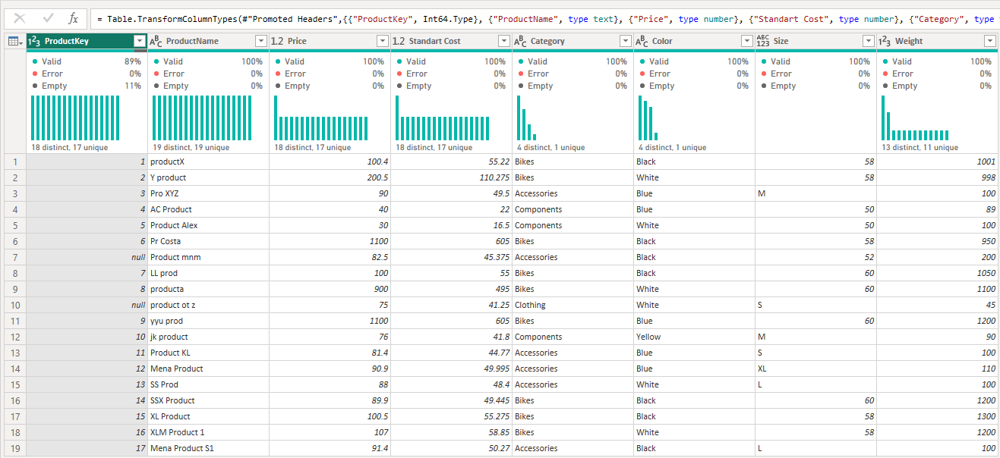 fx = Table.TransformColumnTypes(#"Promoted Headers",{{"ProductKey", Int64.Type}, {"ProductName", type text}, {"Price", type number}, {"Standart Cost", type number}, {"Category", type
1 2 3 ProductKey A B C ProductName 1.2 Price 1.2 Standart Cost A B C Category A B C Color ABC 123 Size 1 2 3 Weight
Valid 89% Valid 100% Valid 100% Valid 100% Valid 100% Valid 100% Valid 100% Valid 100%
Error 0% Error 0% Error 0% Error 0% Error 0% Error 0% Error 0% Error 0%
Empty 11% Empty 0% Empty 0% Empty 0% Empty 0% Empty 0% Empty 0% Empty 0%
18 distinct, 17 unique 19 distinct, 19 unique 18 distinct, 17 unique 18 distinct, 17 unique 4 distinct, 1 unique 4 distinct, 1 unique 13 distinct, 11 unique
1 1 productX 100.4 55.22 Bikes Black 58 1001
2 2 Y product 200.5 110.275 Bikes White 58 998
3 3 Pro XYZ 90 49.5 Accessories Blue M 100
4 4 AC Product 40 22 Components Blue 50 89
5 5 Product Alex 30 16.5 Components White 50 100
6 6 Pr Costa 1100 605 Bikes Black 58 950
7 null Product mnm 82.5 45.375 Accessories Black 52 200
8 7 LL prod 100 55 Bikes Black 60 1050
9 8 producta 900 495 Bikes White 60 1100
10 null product ot z 75 41.25 Clothing White S 45
11 9 yyu prod 1100 605 Bikes Blue 60 1200
12 10 jk product 76 41.8 Components Yellow M 90
13 11 Product KL 81.4 44.77 Accessories Blue S 100
14 12 Mena Product 90.9 49.995 Accessories Blue XL 110
15 13 SS Prod 88 48.4 Accessories White L 100
16 14 SSX Product 89.9 49.445 Bikes Black 60 1200
17 15 XL Product 100.5 55.275 Bikes Black 58 1300
18 16 XLM Product 1 107 58.85 Bikes White 58 1200
19 17 Mena Product S1 91.4 50.27 Accessories Black L 100